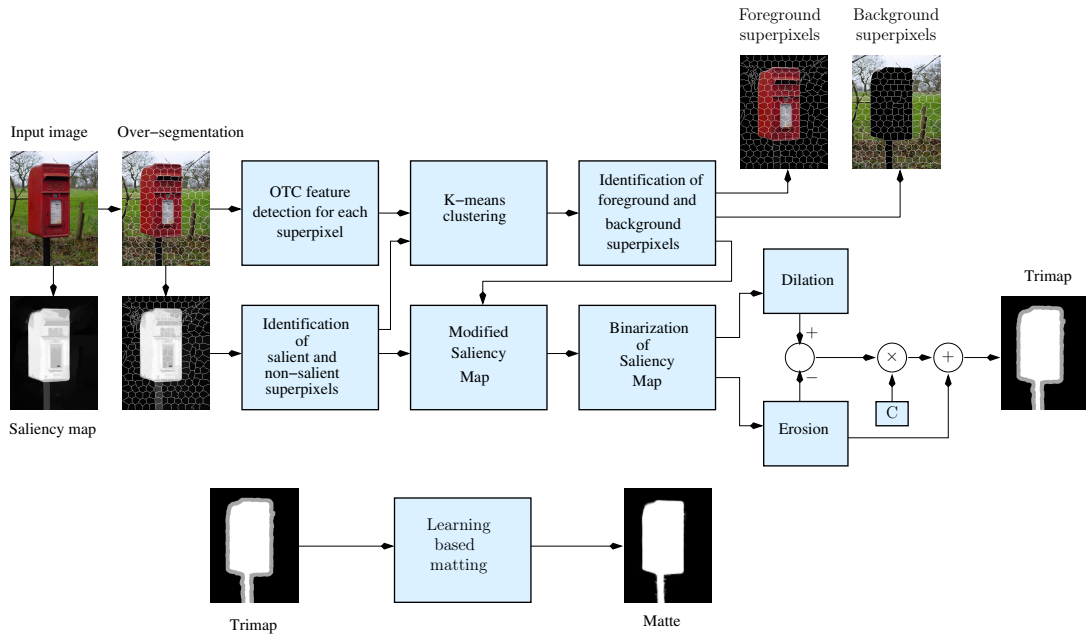 Foreground
superpixels
Background
superpixels
Input image
Over−segmentation
OTC feature
detection for each
superpixel
K−means
clustering
Identification of
foreground and
background
superpixels
Identification
of
salient and
non−salient
superpixels
Modified
Saliency
Map
Binarization
of
Saliency
Map
Dilation
+
−
×
+
C
Erosion
Trimap
Saliency map
Learning
based
matting
Trimap
Matte